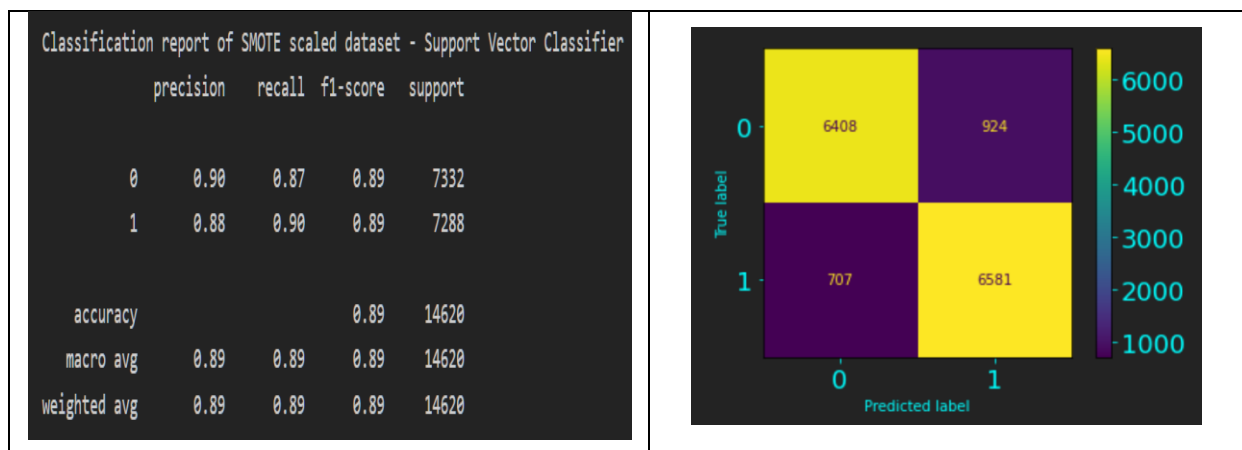 Classification report of SMOTE scaled dataset - Support Vector Classifier
precision recall f1-score support
0 0.90 0.87 0.89 7332
1 0.88 0.90 0.89 7288
accuracy 0.89 14620
macro avg 0.89 0.89 0.89 14620
weighted avg 0.89 0.89 0.89 14620
True label
0
6408 924
1
707 6581
0 1
Predicted label
6000
5000
4000
3000
2000
1000